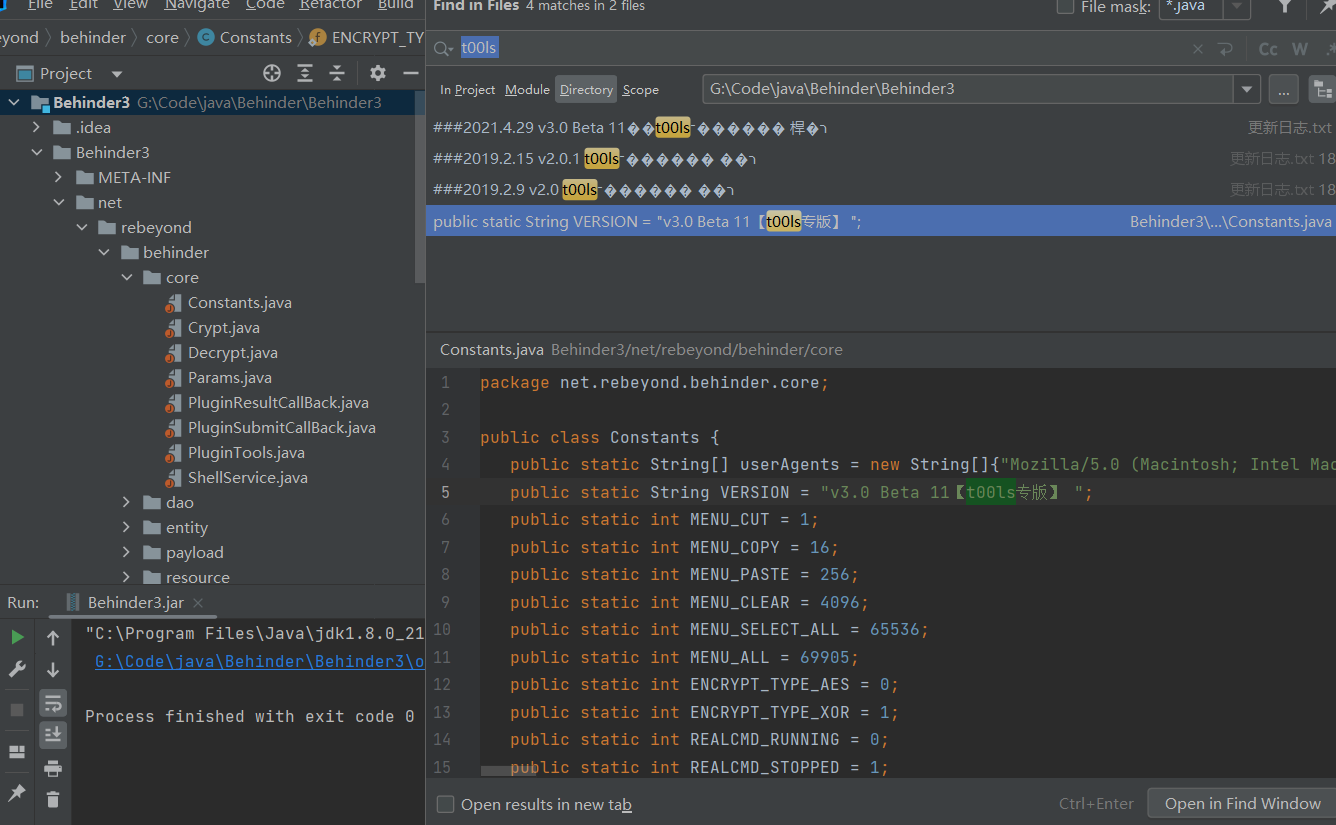 File Edit View Navigate Code Refactor Build
eyond behinder core Constants ENCRYPT_TY
Project
Behinder3 G:\Code\java\Behinder\Behinder3
.idea
Behinder3
META-INF
net
rebeyond
behinder
core
Constants.java
Crypt.java
Decrypt.java
Params.java
PluginResultCallBack.java
PluginSubmitCallBack.java
PluginTools.java
ShellService.java
dao
entity
payload
resource
Run: Behinder3.jar
"C:\Program Files\Java\jdk1.8.0_21
G:\Code\java\Behinder\Behinder3\o
Process finished with exit code 0
Find in Files 4 matches in 2 files
File mask: *.java
t00ls
Cc W .*
In Project Module Directory Scope
G:\Code\java\Behinder\Behinder3
...
###2021.4.29 v3.0 Beta 11��t00ls־������ 桿�ר 更新日志.txt
###2019.2.15 v2.0.1 t00ls־������ ��ר 更新日志.txt 18
###2019.2.9 v2.0 t00ls־������ ��ר 更新日志.txt 18
public static String VERSION = "v3.0 Beta 11【t00ls专版】 "; Behinder3\...\Constants.java
Constants.java Behinder3/net/rebeyond/behinder/core
1 package net.rebeyond.behinder.core;
2
3 public class Constants {
4 public static String[] userAgents = new String[]{"Mozilla/5.0 (Macintosh; Intel Mac
5 public static String VERSION = "v3.0 Beta 11【t00ls专版】 ";
6 public static int MENU_CUT = 1;
7 public static int MENU_COPY = 16;
8 public static int MENU_PASTE = 256;
9 public static int MENU_CLEAR = 4096;
10 public static int MENU_SELECT_ALL = 65536;
11 public static int MENU_ALL = 69905;
12 public static int ENCRYPT_TYPE_AES = 0;
13 public static int ENCRYPT_TYPE_XOR = 1;
14 public static int REALCMD_RUNNING = 0;
15 public static int REALCMD_STOPPED = 1;
Open results in new tab
Ctrl+Enter Open in Find Window